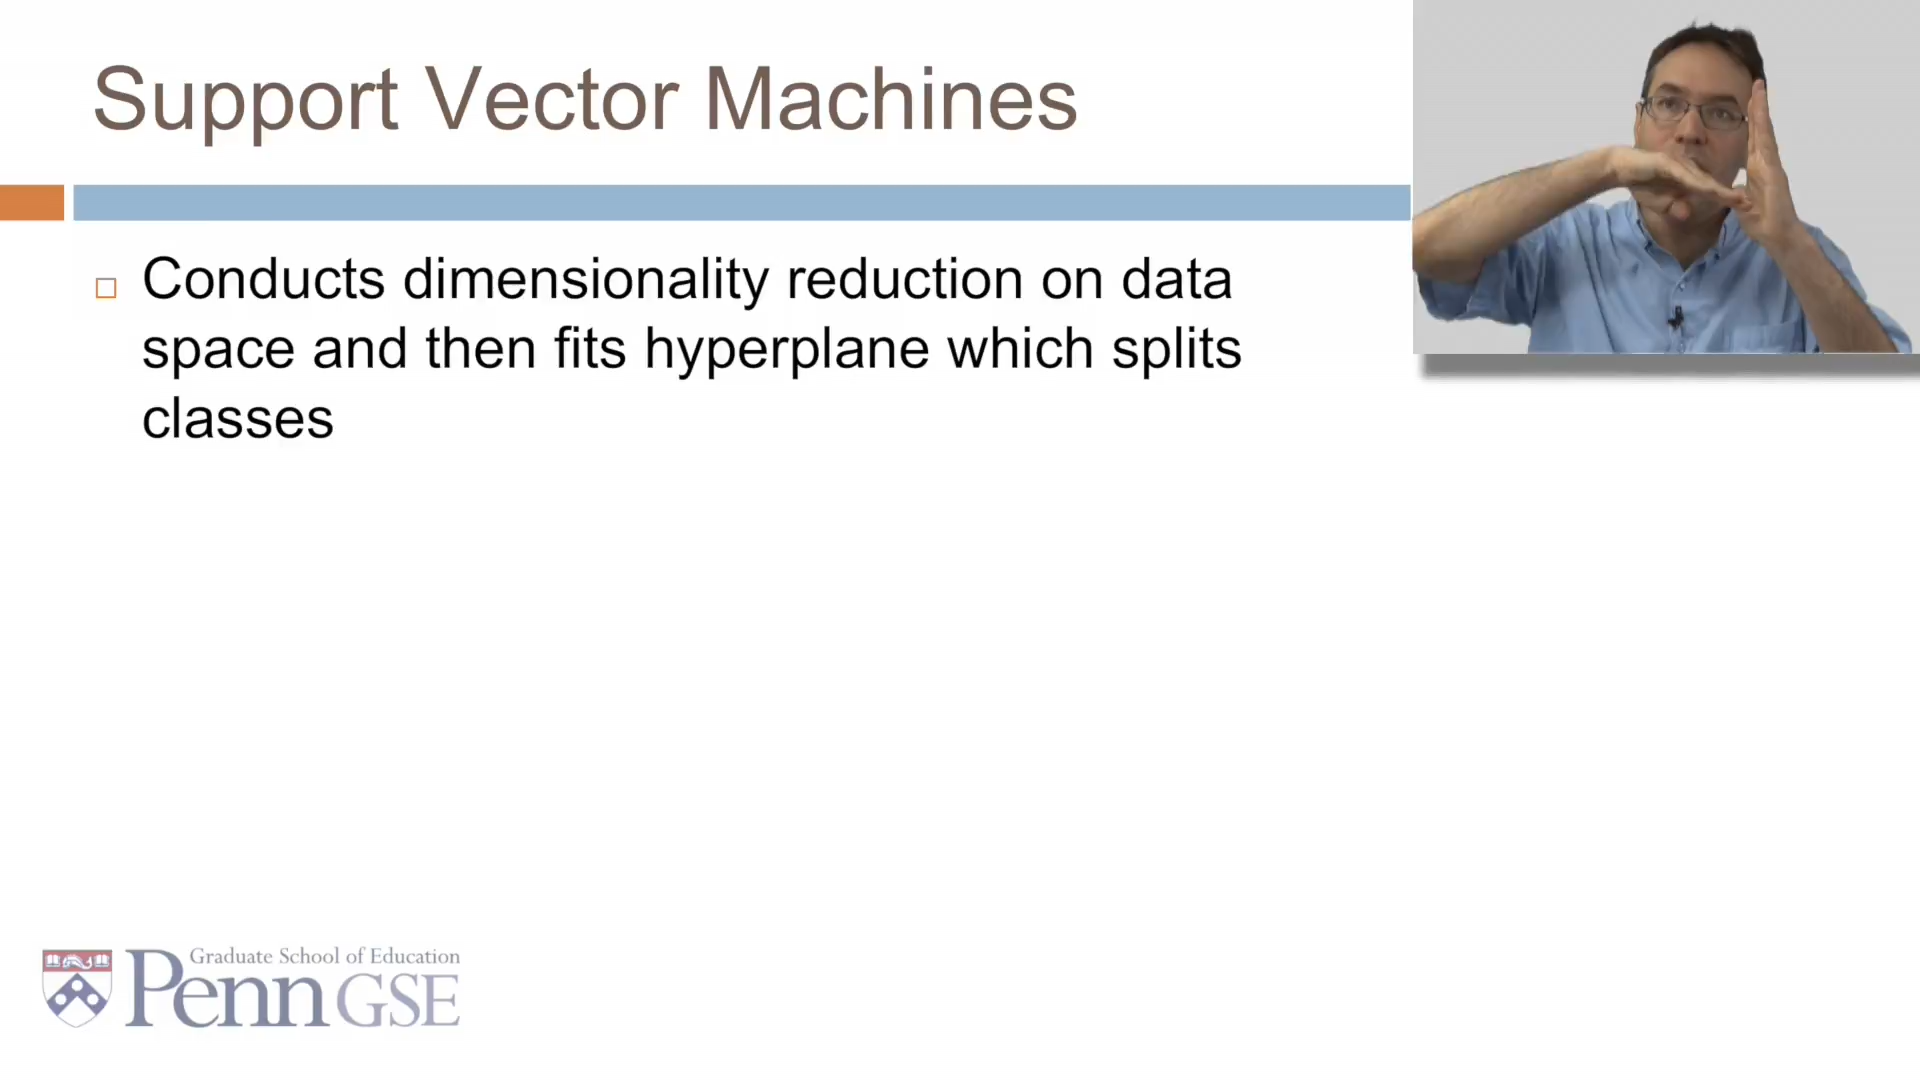 Support Vector Machines
Conducts dimensionality reduction on data
space and then fits hyperplane which splits
classes
Graduate School of Education
Penn GSE